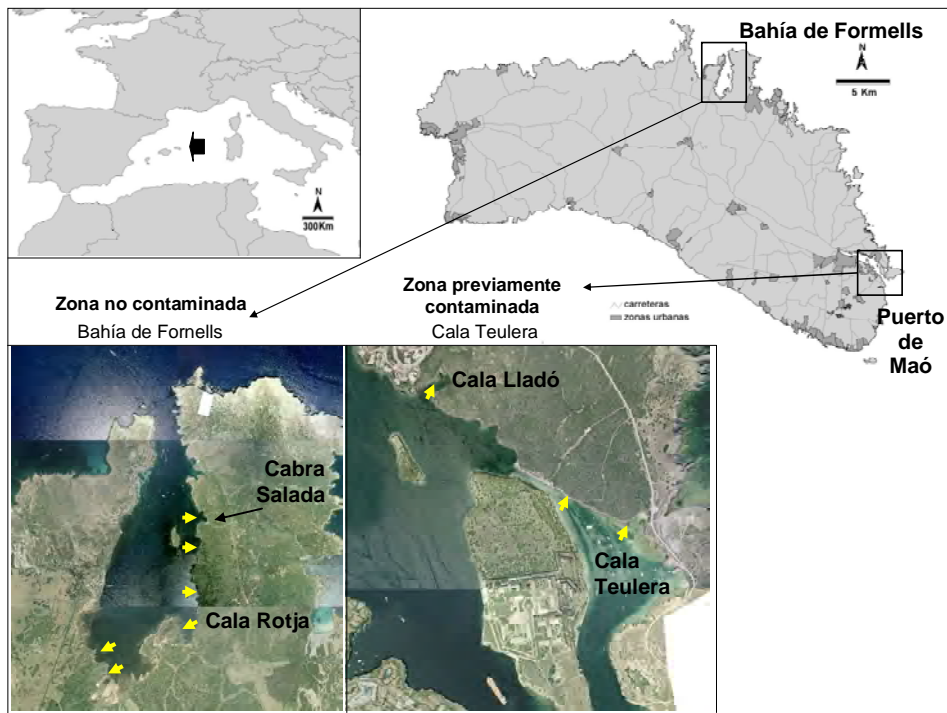 N
300Km
Bahía de Formells
N
5 Km
Zona no contaminada
Bahía de Fornells
Zona previamente
contaminada
Cala Teulera
carreteras
zonas urbanas
Puerto
de
Maó
Cabra
Salada
Cala Rotja
Cala Lladó
Cala
Teulera